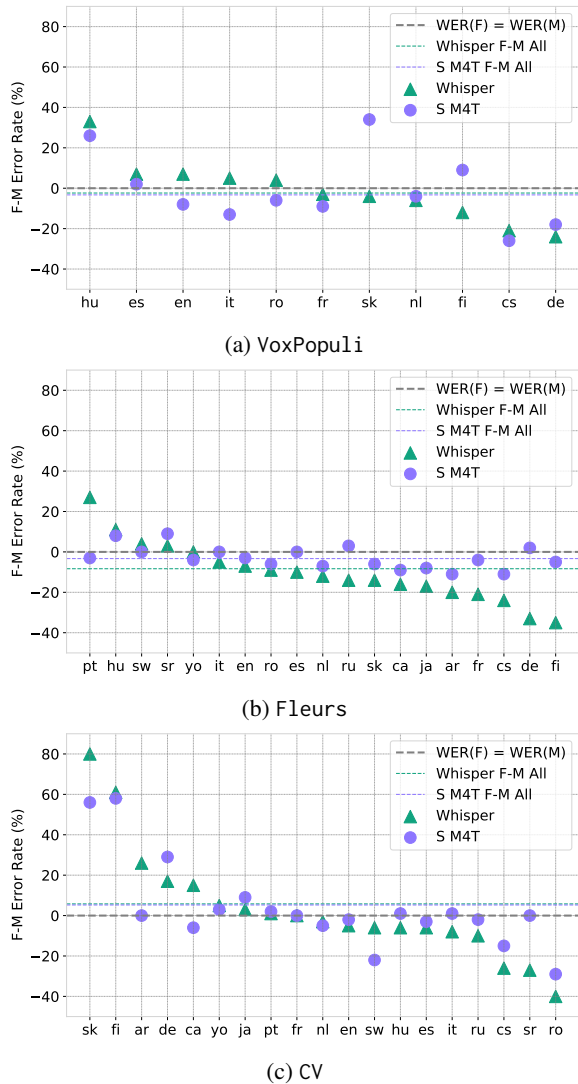 80
60
40
20
0
−20
−40
F-M Error Rate (%)
WER(F) = WER(M)
Whisper F-M All
S M4T F-M All
Whisper
S M4T
hu es en it ro fr sk nl fi cs de
(a) VoxPopuli
80
60
40
20
0
−20
−40
F-M Error Rate (%)
WER(F) = WER(M)
Whisper F-M All
S M4T F-M All
Whisper
S M4T
pt hu sw sr yo it en ro es nl ru sk ca ja ar fr cs de fi
(b) Fleurs
80
60
40
20
0
−20
−40
F-M Error Rate (%)
WER(F) = WER(M)
Whisper F-M All
S M4T F-M All
Whisper
S M4T
sk fi ar de ca yo ja pt fr nl en sw hu es it ru cs sr ro
(c) CV